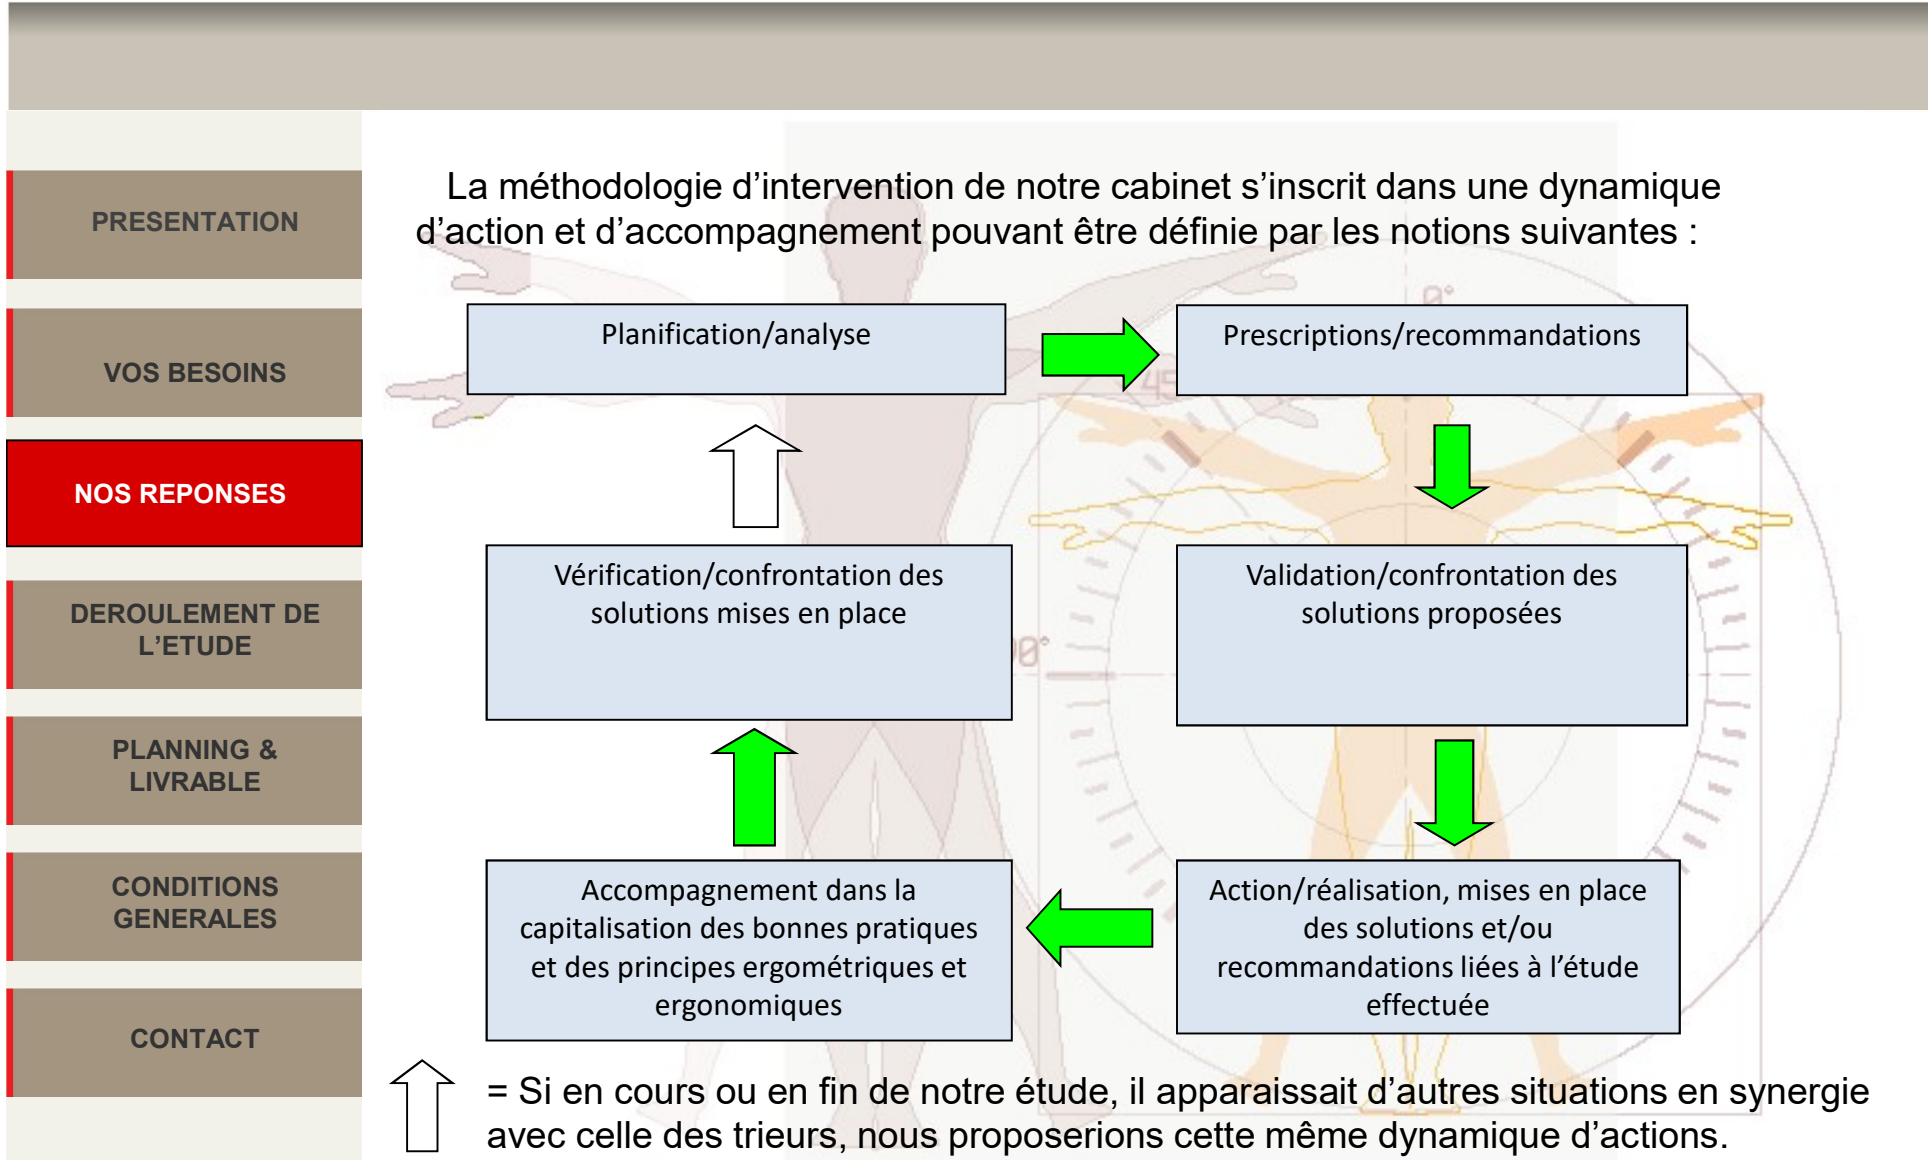 PRESENTATION
VOS BESOINS
NOS REPONSES
DEROULEMENT DE
L’ETUDE
PLANNING &
LIVRABLE
CONDITIONS
GENERALES
CONTACT
La méthodologie d’intervention de notre cabinet s’inscrit dans une dynamique
d’action et d’accompagnement pouvant être définie par les notions suivantes :
Planification/analyse
Prescriptions/recommandations
0°
45
Vérification/confrontation des
solutions mises en place
Validation/confrontation des
solutions proposées
90°
Accompagnement dans la
capitalisation des bonnes pratiques
et des principes ergométriques et
ergonomiques
Action/réalisation, mises en place
des solutions et/ou
recommandations liées à l’étude
effectuée
= Si en cours ou en fin de notre étude, il apparaissait d’autres situations en synergie
avec celle des trieurs, nous proposerions cette même dynamique d’actions.